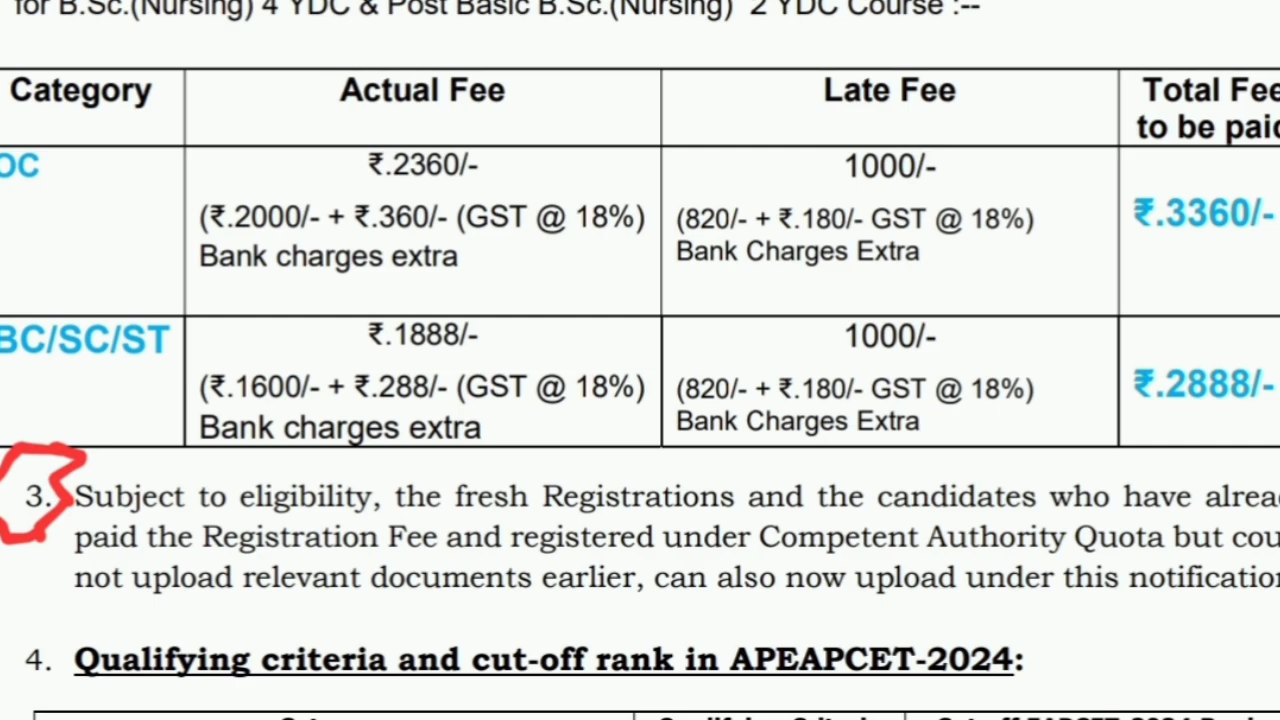 for B.Sc.(Nursing) 4 YDC & Post Basic B.Sc.(Nursing) 2 YDC Course :--
Category Actual Fee Late Fee Total Fee
to be paid
OC ₹.2360/- 1000/-
(₹.2000/- + ₹.360/- (GST @ 18%) (820/- + ₹.180/- GST @ 18%) ₹.3360/-
Bank charges extra Bank Charges Extra
BC/SC/ST ₹.1888/- 1000/-
(₹.1600/- + ₹.288/- (GST @ 18%) (820/- + ₹.180/- GST @ 18%) ₹.2888/-
Bank charges extra Bank Charges Extra
3. Subject to eligibility, the fresh Registrations and the candidates who have
paid the Registration Fee and registered under Competent Authority Quota but
not upload relevant documents earlier, can also now upload under this notification
4. Qualifying criteria and cut-off rank in APEAPCET-2024: